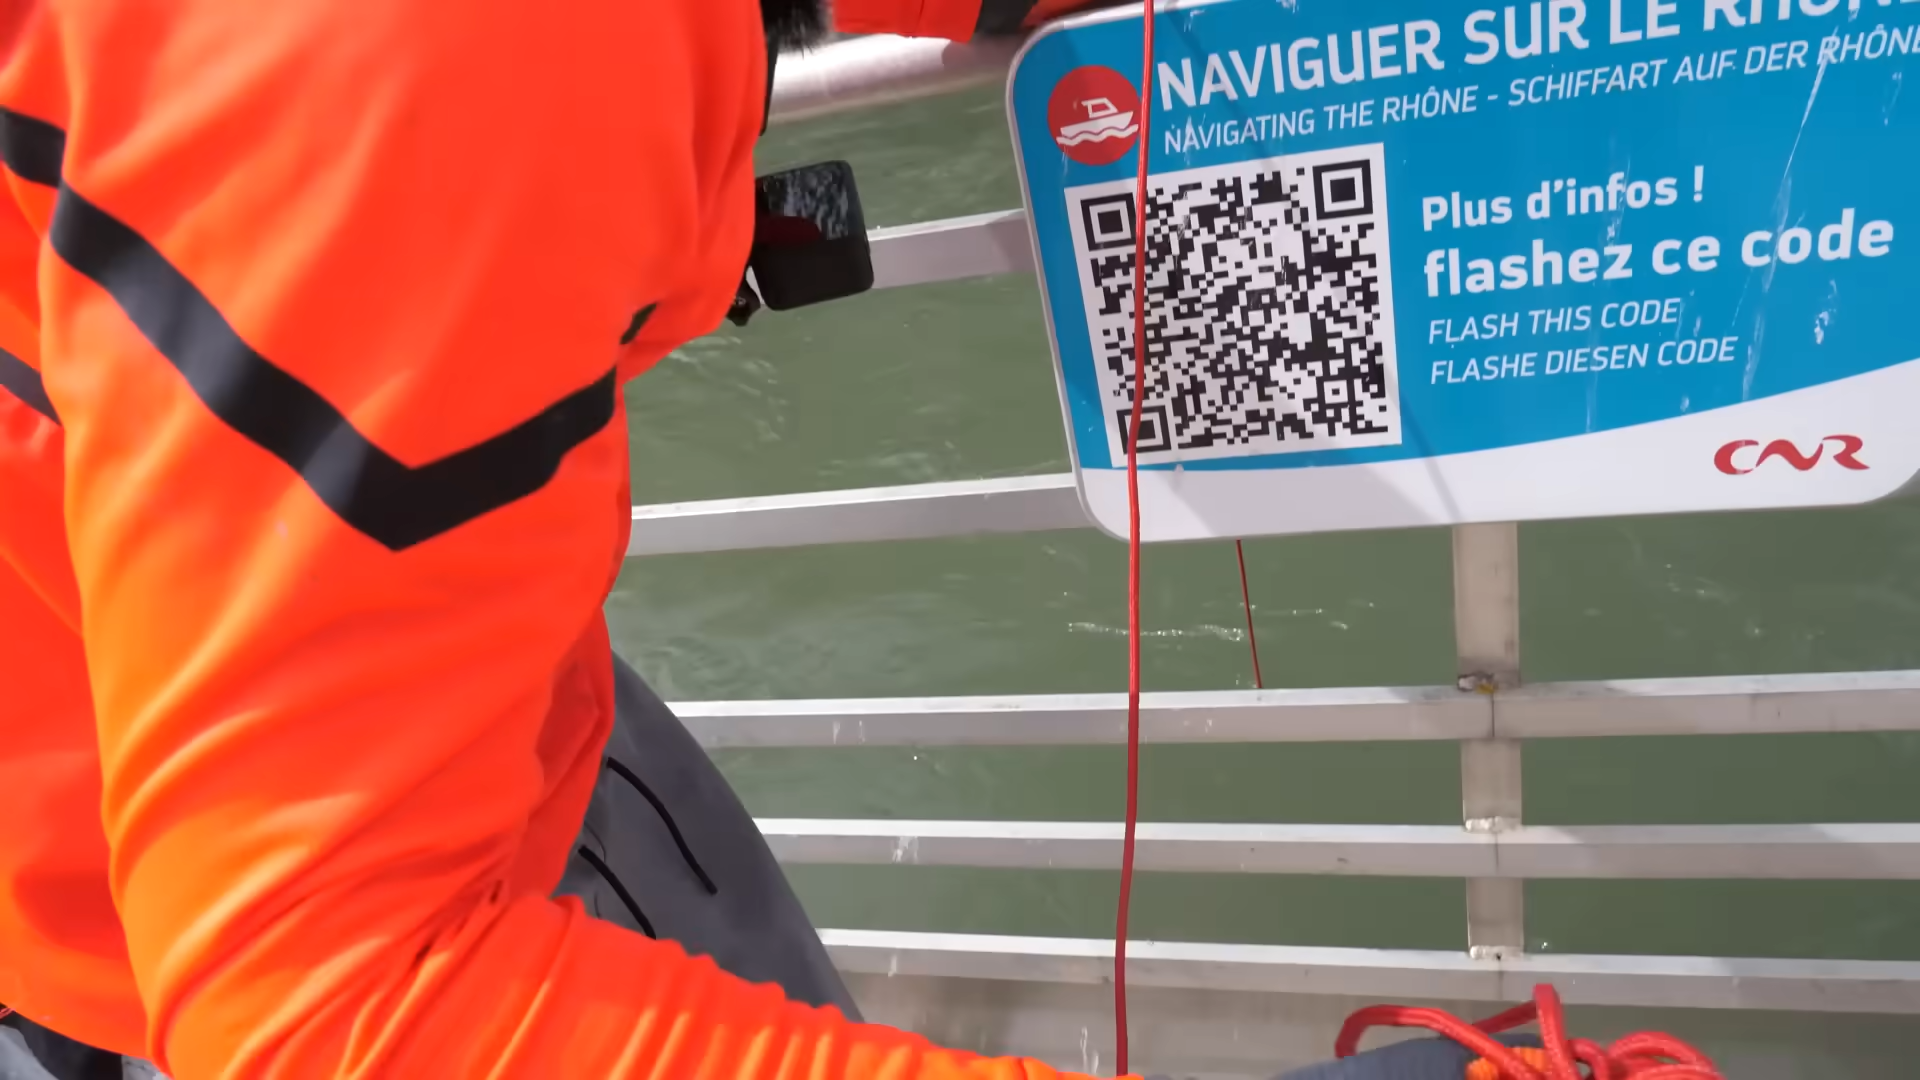 NAVIGUER SUR LE RHÔNE
NAVIGATING THE RHÔNE - SCHIFFART AUF DER RHÔNE
Plus d'infos !
flashez ce code
FLASH THIS CODE
FLASHE DIESEN CODE
CNR